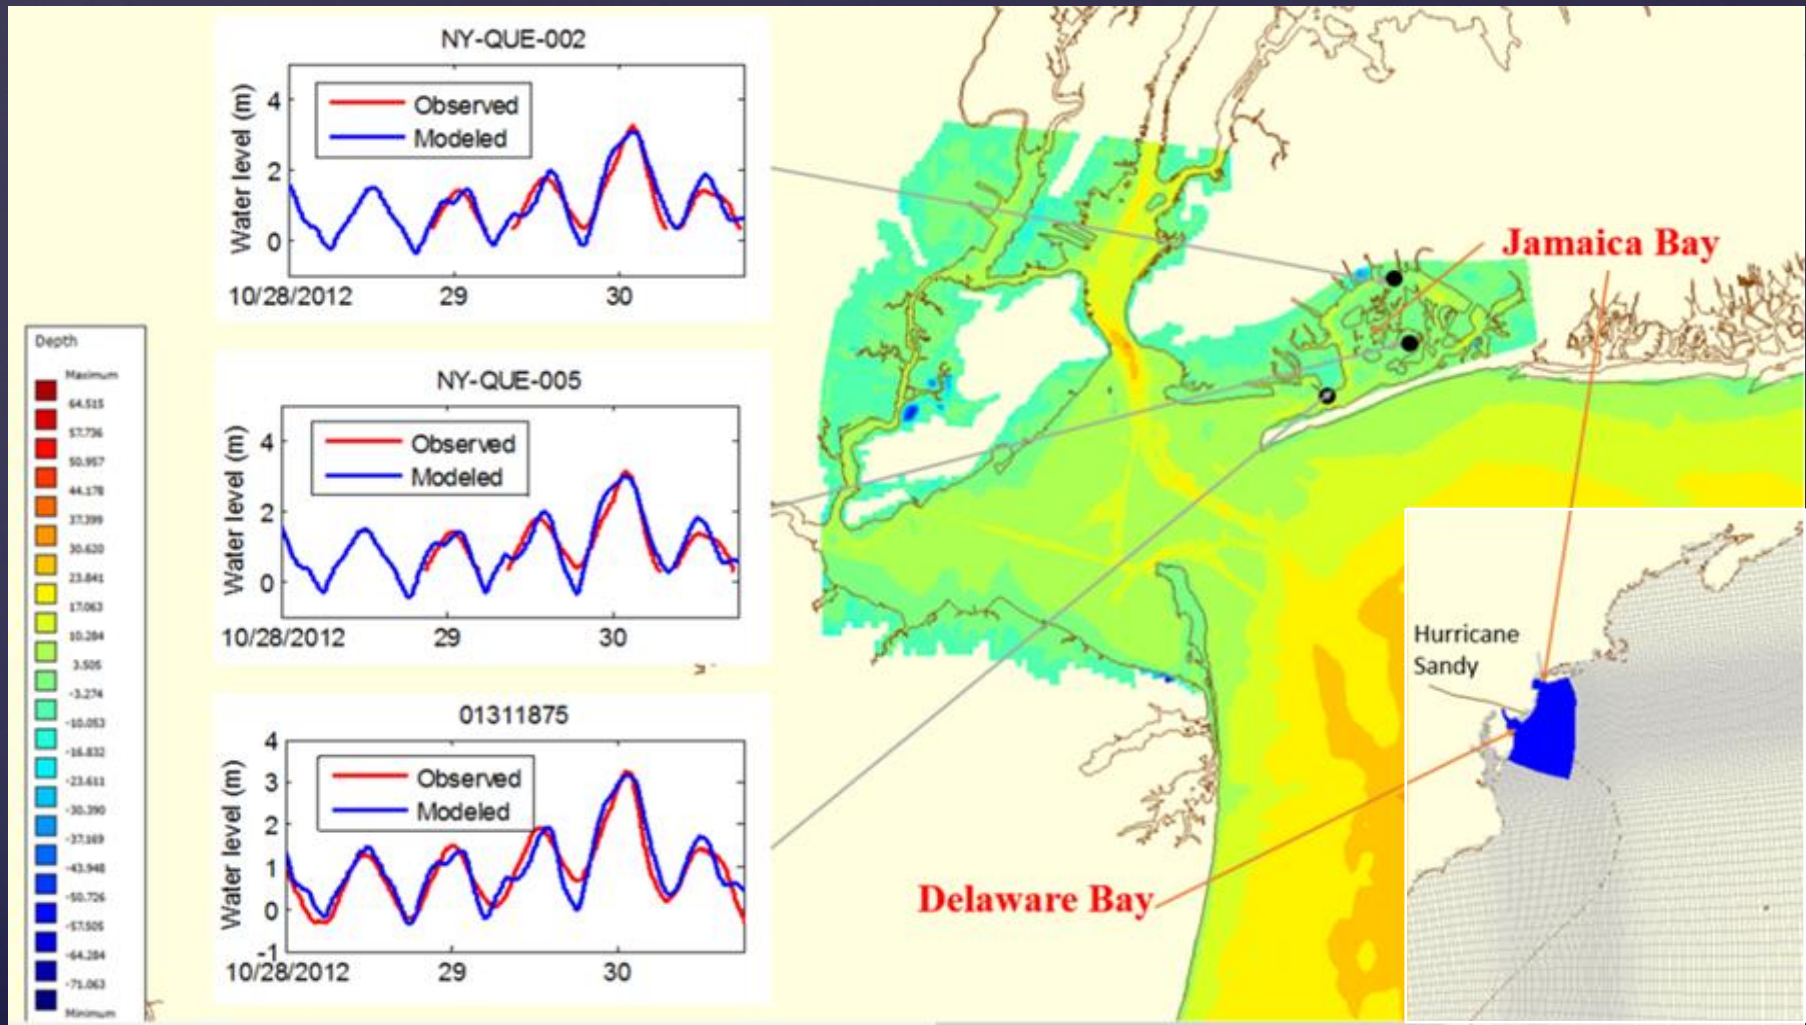 NY-QUE-002
Observed
Modeled
Water level (m)
4
2
0
10/28/2012 29 30
NY-QUE-005
Observed
Modeled
Water level (m)
4
2
0
10/28/2012 29 30
01311875
Observed
Modeled
Water level (m)
4
3
2
1
0
-1
10/28/2012 29 30
Depth
Maximum
64.515
57.736
50.957
44.178
37.399
30.620
23.841
17.063
10.284
3.505
-3.274
-10.053
-16.832
-23.611
-30.390
-37.169
-43.948
-50.726
-57.505
-64.284
-71.063
Minimum
Jamaica Bay
Delaware Bay
Hurricane
Sandy